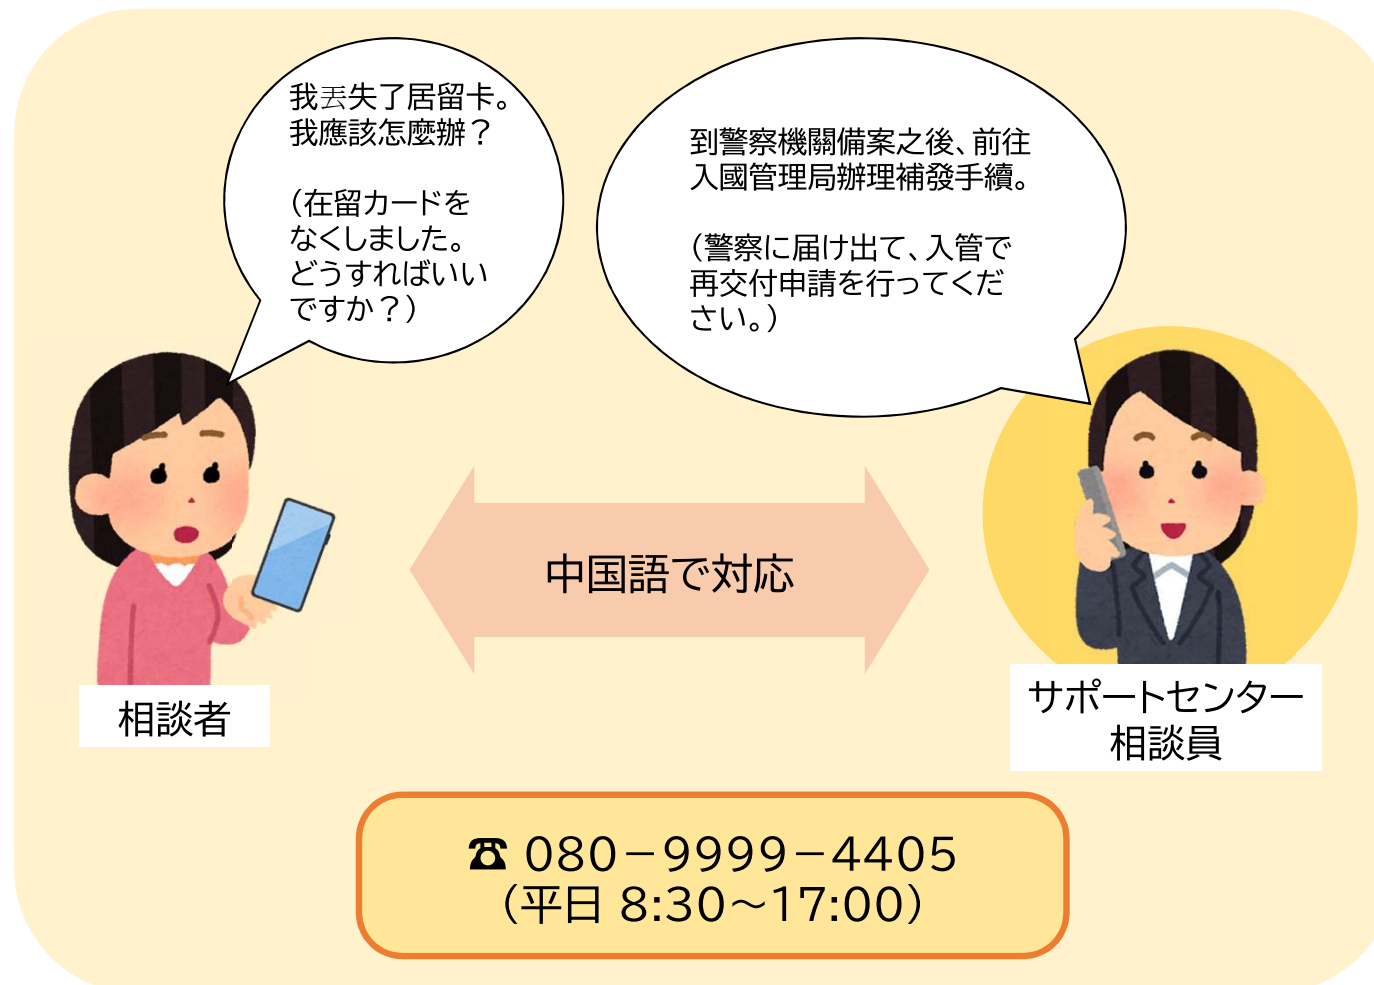 我丟失了居留卡。
我應該怎麼辦？
（在留カードを
なくしました。
どうすればいい
ですか？）
到警察機關備案之後、前往
入國管理局辦理補發手續。
（警察に届け出て、入管で
再交付申請を行ってくだ
さい。）
中国語で対応
相談者
サポートセンター
相談員
☎ 080－9999－4405
（平日 8:30～17:00）